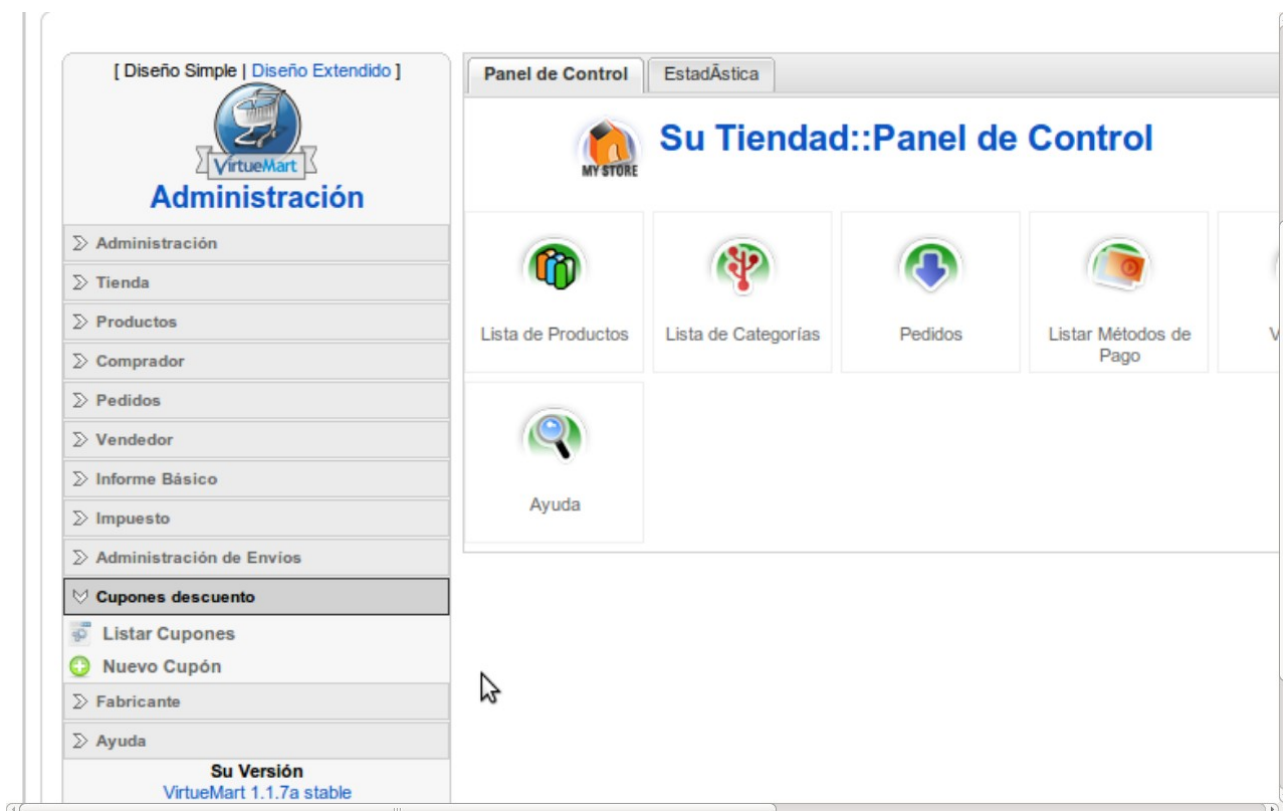 [ Diseño Simple | Diseño Extendido ]
VirtueMart
Administración
Administración
Tienda
Productos
Comprador
Pedidos
Vendedor
Informe Básico
Impuesto
Administración de Envíos
Cupones descuento
Listar Cupones
Nuevo Cupón
Fabricante
Ayuda
Su Versión
VirtueMart 1.1.7a stable
Panel de Control
EstadÃstica
MY STORE
Su Tiendad::Panel de Control
Lista de Productos
Lista de Categorías
Pedidos
Listar Métodos de
Pago
Ayuda